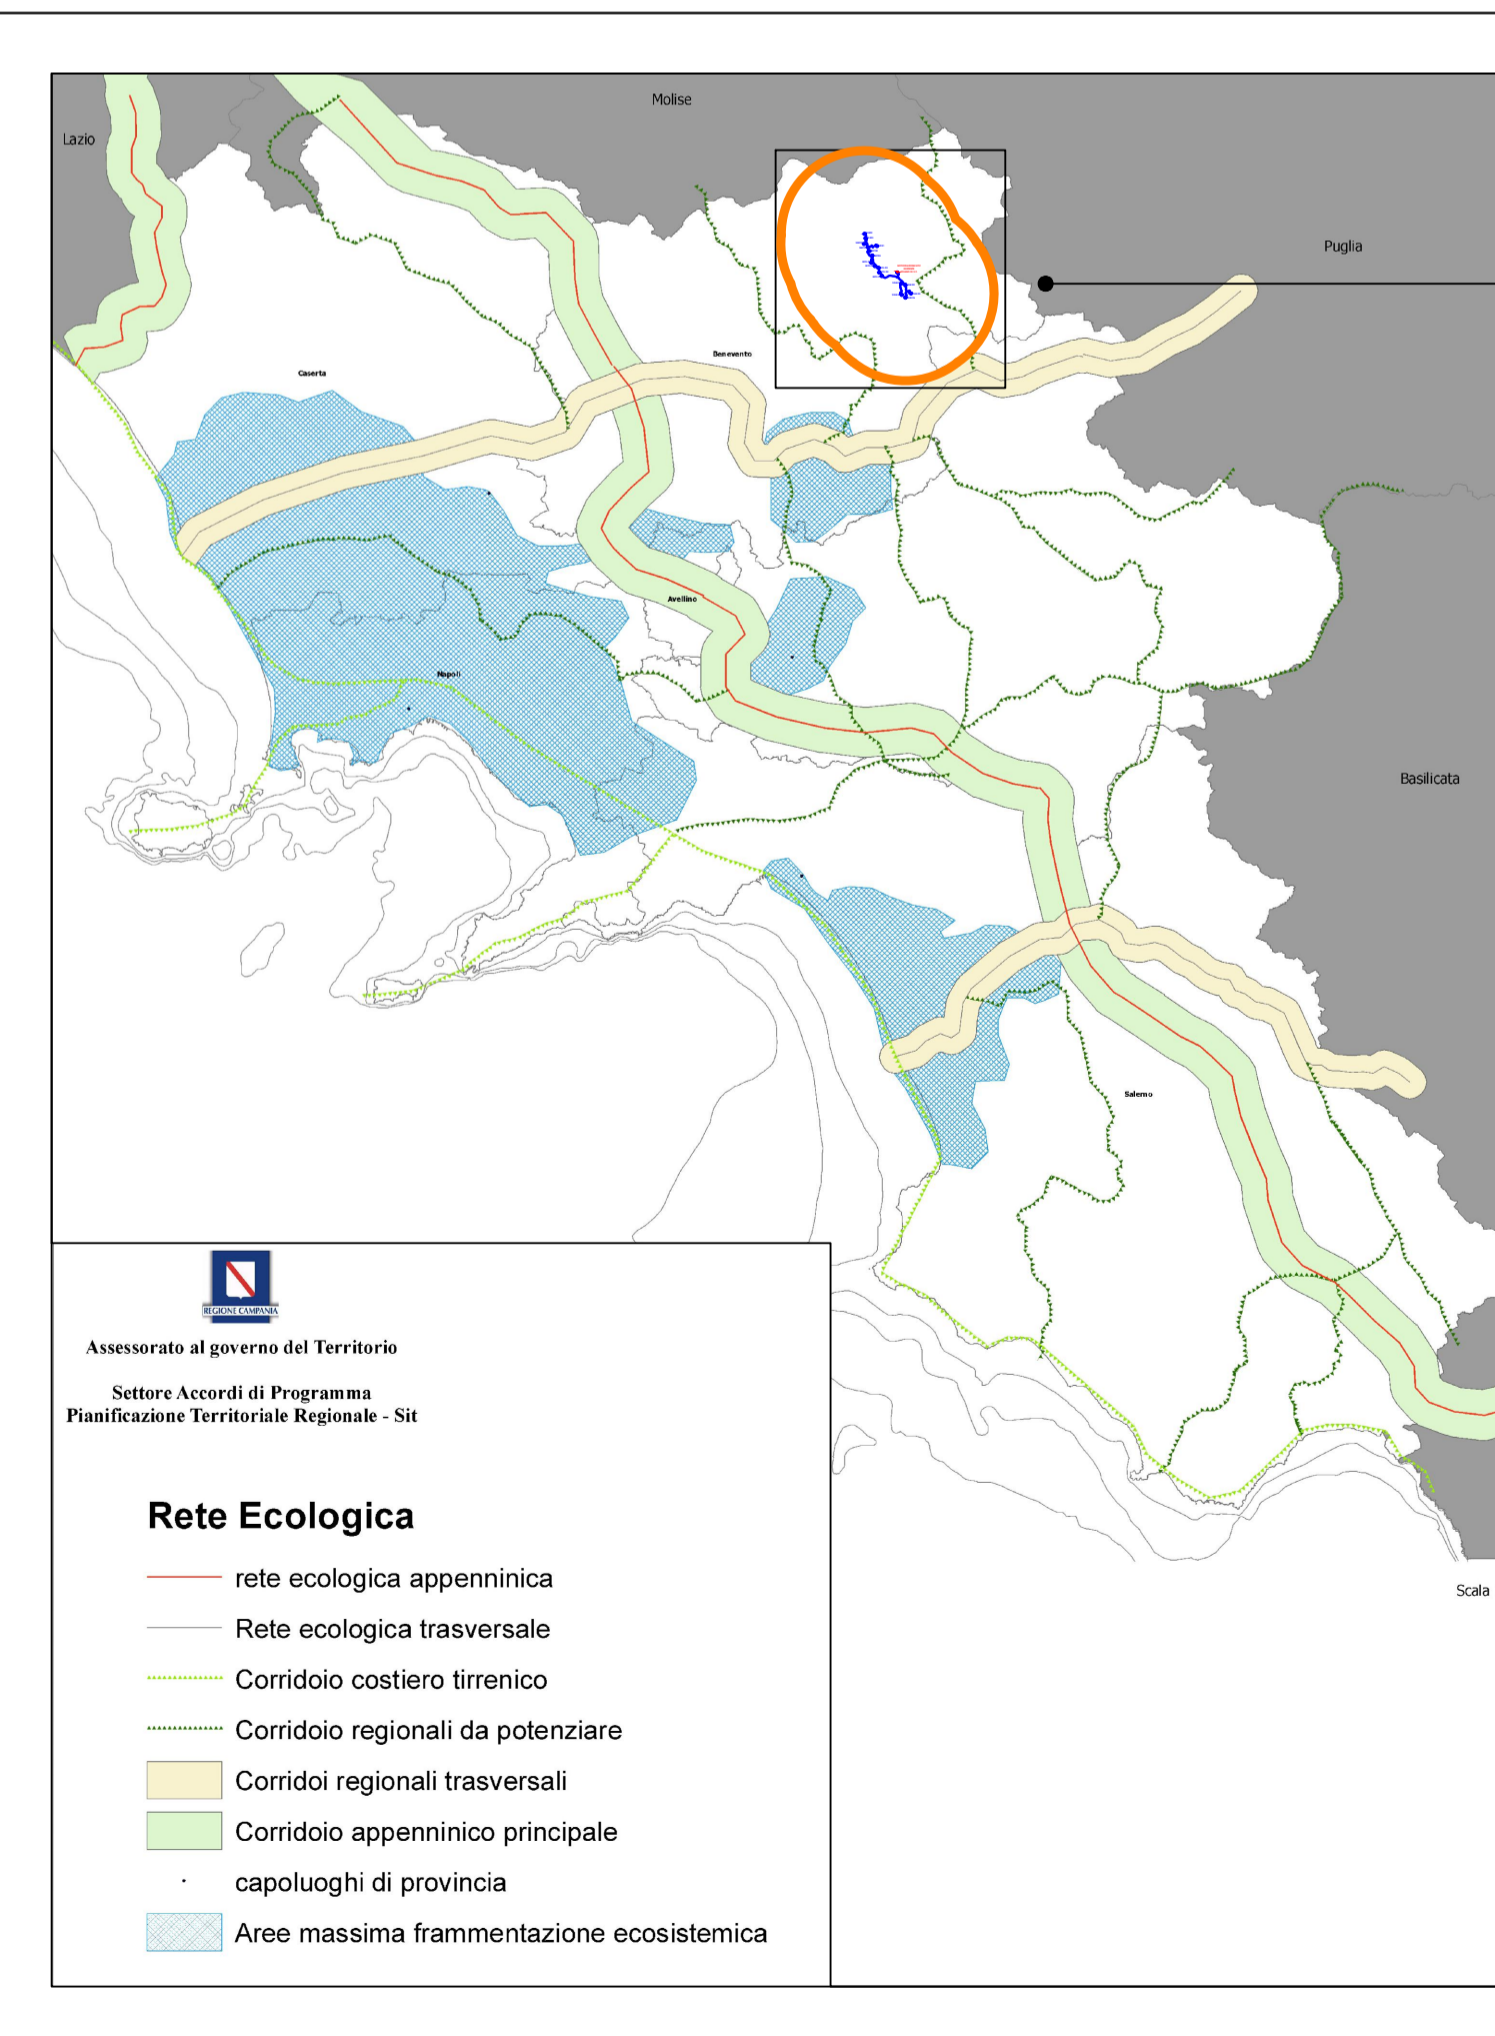 Molise
Lazio
Puglia
Benevento
Caserta
Avellino
Napoli
Basilicata
Salerno
REGIONE CAMPANIA
Assessorato al governo del Territorio
Settore Accordi di Programma
Pianificazione Territoriale Regionale - Sit
Rete Ecologica
rete ecologica appenninica
Rete ecologica trasversale
Corridoio costiero tirrenico
Corridoio regionali da potenziare
Corridoi regionali trasversali
Corridoio appenninico principale
capoluoghi di provincia
Aree massima frammentazione ecosistemica
Scala